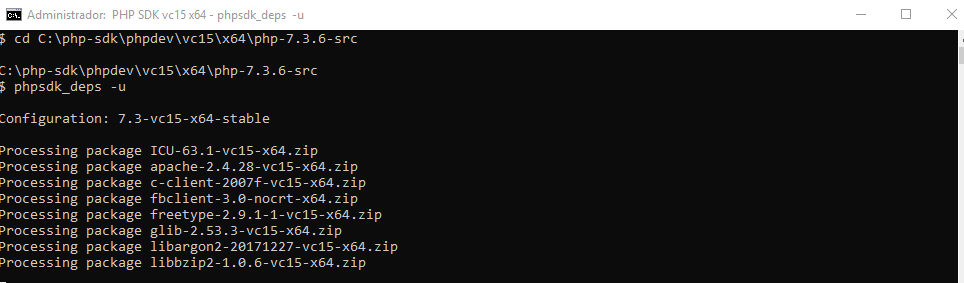 Administrador: PHP SDK vc15 x64 - phpsdk_deps -u
$ cd C:\php-sdk\phpdev\vc15\x64\php-7.3.6-src
C:\php-sdk\phpdev\vc15\x64\php-7.3.6-src
$ phpsdk_deps -u
Configuration: 7.3-vc15-x64-stable
Processing package ICU-63.1-vc15-x64.zip
Processing package apache-2.4.28-vc15-x64.zip
Processing package c-client-2007f-vc15-x64.zip
Processing package fbclient-3.0-nocrt-x64.zip
Processing package freetype-2.9.1-1-vc15-x64.zip
Processing package glib-2.53.3-vc15-x64.zip
Processing package libargon2-20171227-vc15-x64.zip
Processing package libbzip2-1.0.6-vc15-x64.zip